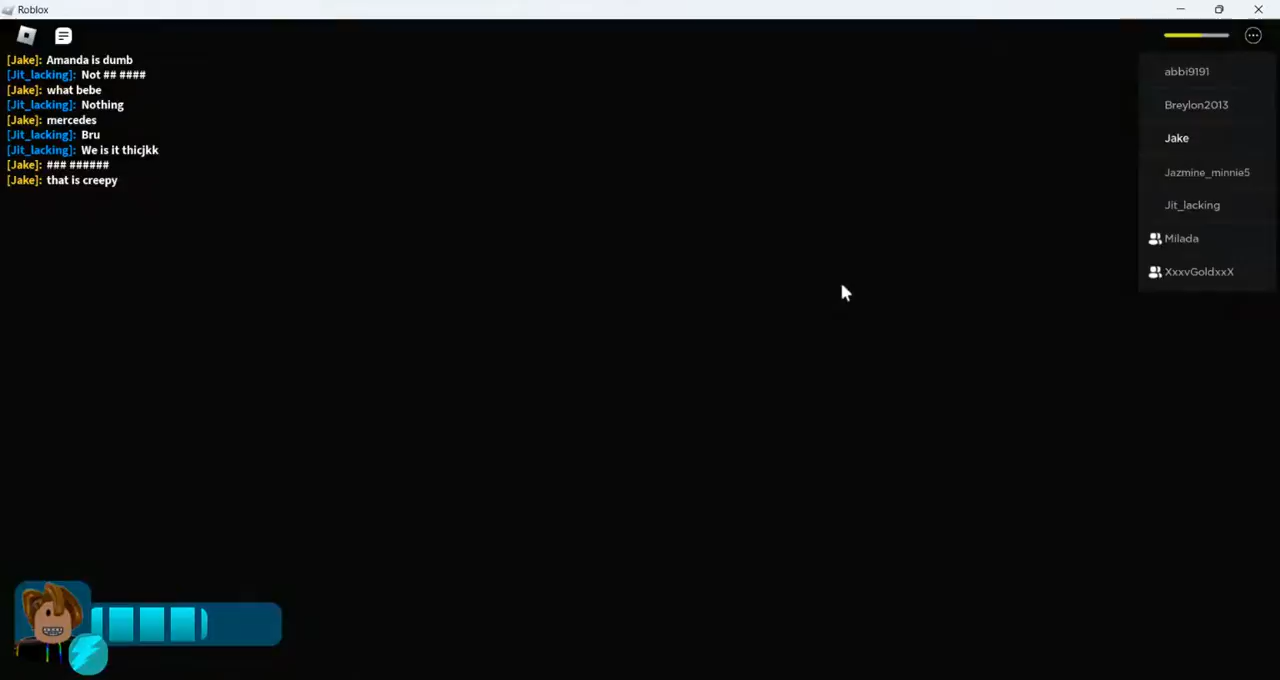 Roblox
[Jake]: Amanda is dumb
[Jit_lacking]: Not ## ####
[Jake]: what bebe
[Jit_lacking]: Nothing
[Jake]: mercedes
[Jit_lacking]: Bru
[Jit_lacking]: We is it thicjkk
[Jake]: ### ######
[Jake]: that is creepy
abbi9191
Breylon2013
Jake
Jazmine_minnie5
Jit_lacking
Milada
XxxvGoldxxX